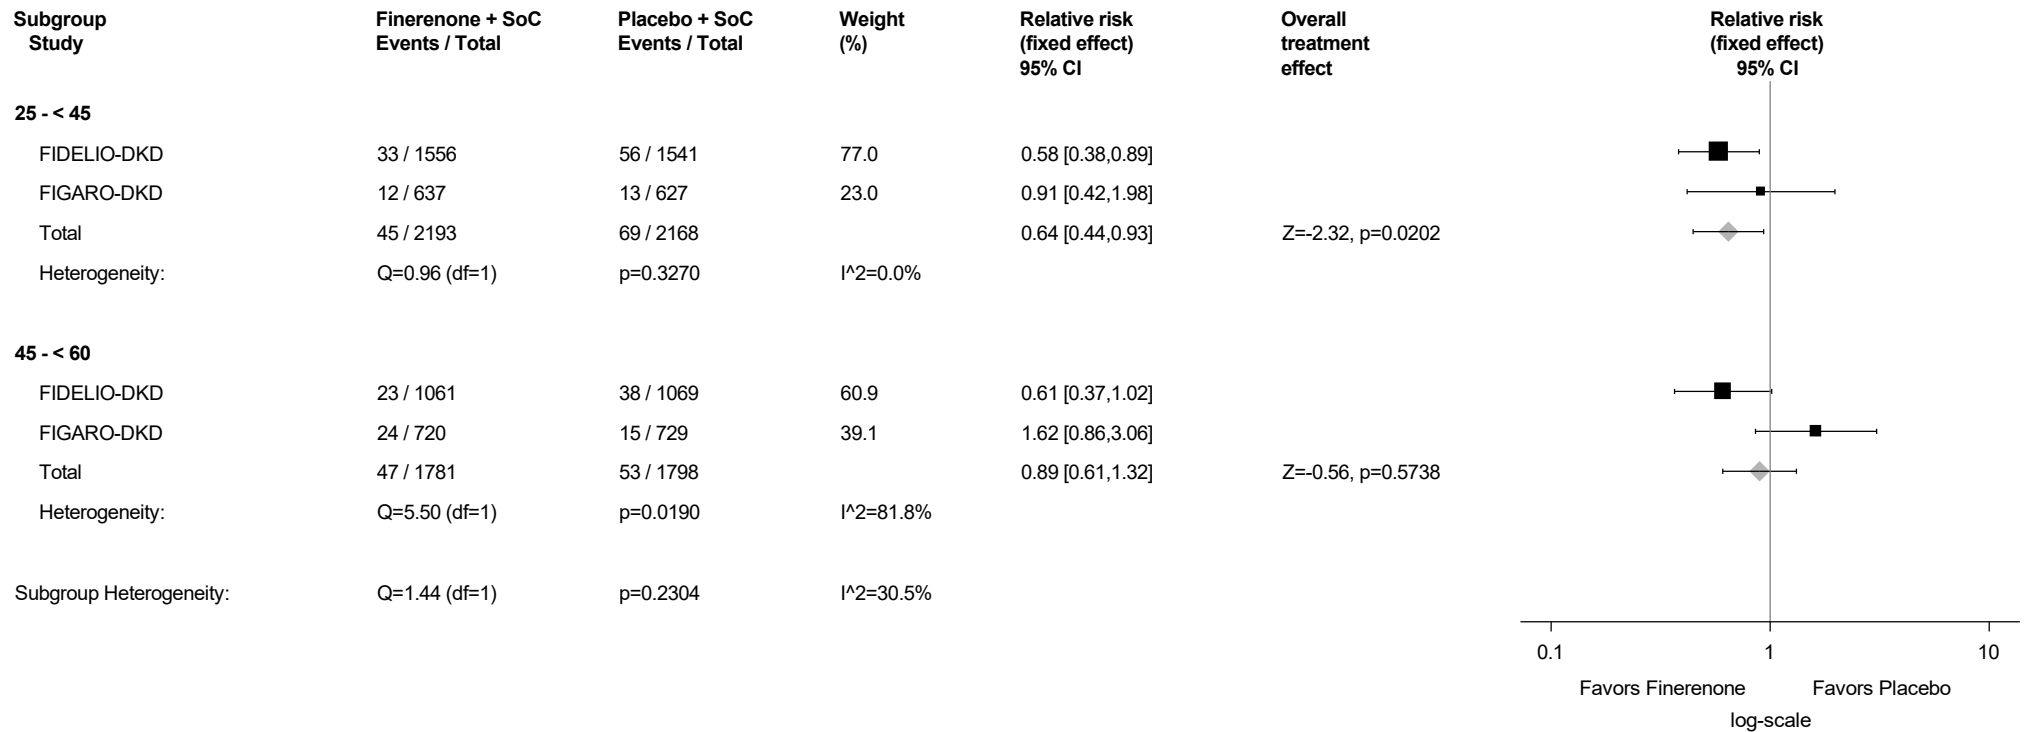 Subgroup Finerenone + SoC Placebo + SoC Weight Relative risk Overall Relative risk
Study Events / Total Events / Total (%) (fixed effect) treatment (fixed effect)
95% CI effect 95% CI
25 - < 45
FIDELIO-DKD 33 / 1556 56 / 1541 77.0 0.58 [0.38,0.89]
FIGARO-DKD 12 / 637 13 / 627 23.0 0.91 [0.42,1.98]
Total 45 / 2193 69 / 2168 0.64 [0.44,0.93] Z=-2.32, p=0.0202
Heterogeneity: Q=0.96 (df=1) p=0.3270 I^2=0.0%
45 - < 60
FIDELIO-DKD 23 / 1061 38 / 1069 60.9 0.61 [0.37,1.02]
FIGARO-DKD 24 / 720 15 / 729 39.1 1.62 [0.86,3.06]
Total 47 / 1781 53 / 1798 0.89 [0.61,1.32] Z=-0.56, p=0.5738
Heterogeneity: Q=5.50 (df=1) p=0.0190 I^2=81.8%
Subgroup Heterogeneity: Q=1.44 (df=1) p=0.2304 I^2=30.5%
0.1 1 10
Favors Finerenone Favors Placebo
log-scale